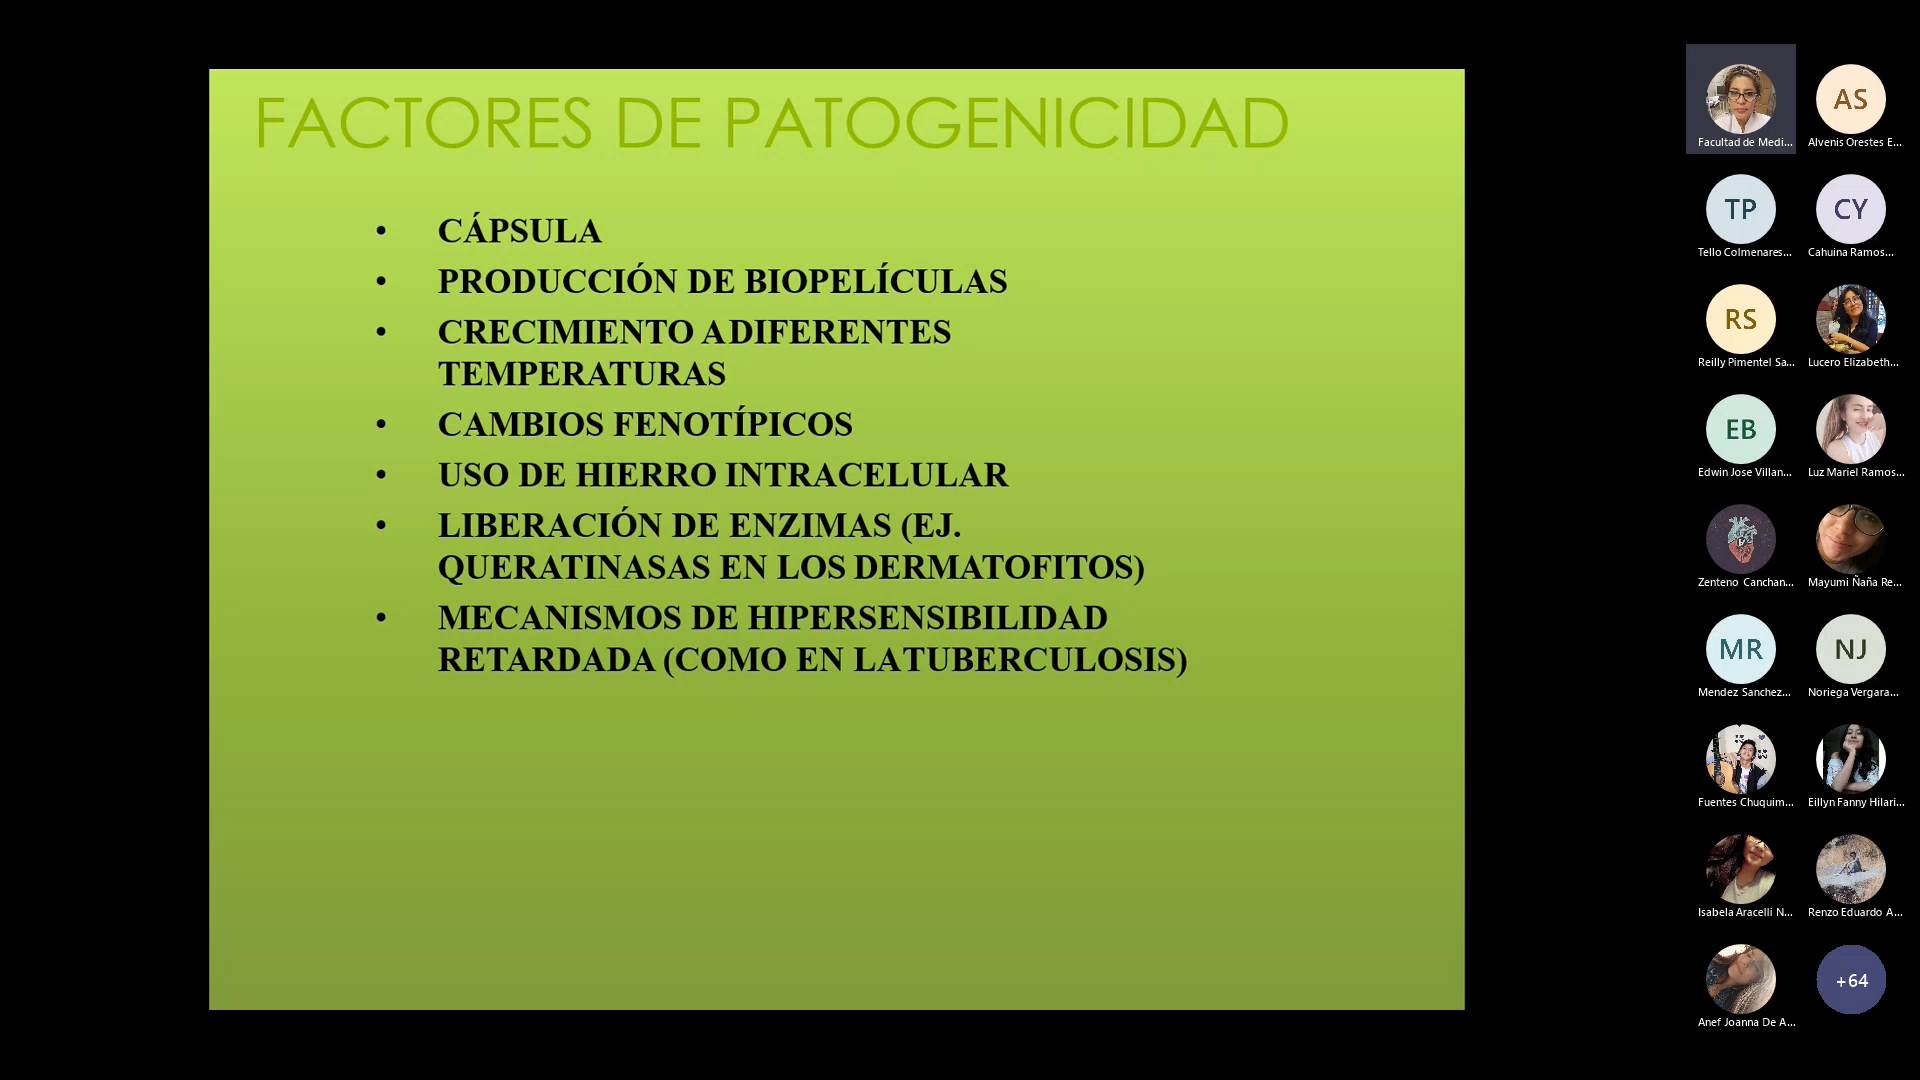 FACTORES DE PATOGENICIDAD
• CÁPSULA
• PRODUCCIÓN DE BIOPELÍCULAS
• CRECIMIENTO A DIFERENTES
TEMPERATURAS
• CAMBIOS FENOTÍPICOS
• USO DE HIERRO INTRACELULAR
• LIBERACIÓN DE ENZIMAS (EJ.
QUERATINASAS EN LOS DERMATOFITOS)
• MECANISMOS DE HIPERSENSIBILIDAD
RETARDADA (COMO EN LA TUBERCULOSIS)
Facultad de Medi...
AS
Alvenis Orestes E...
TP
Tello Colmenares...
CY
Cahuina Ramos...
RS
Reilly Pimentel Sa...
Lucero Elizabeth...
EB
Edwin Jose Villan...
Luz Mariel Ramos...
Zenteno Canchan...
Mayumi Ñaña Re...
MR
Mendez Sanchez...
NJ
Noriega Vergara...
Fuentes Chuquim...
Eillyn Fanny Hilari...
Isabela Aracelli N...
Renzo Eduardo A...
Anef Joanna De A...
+64